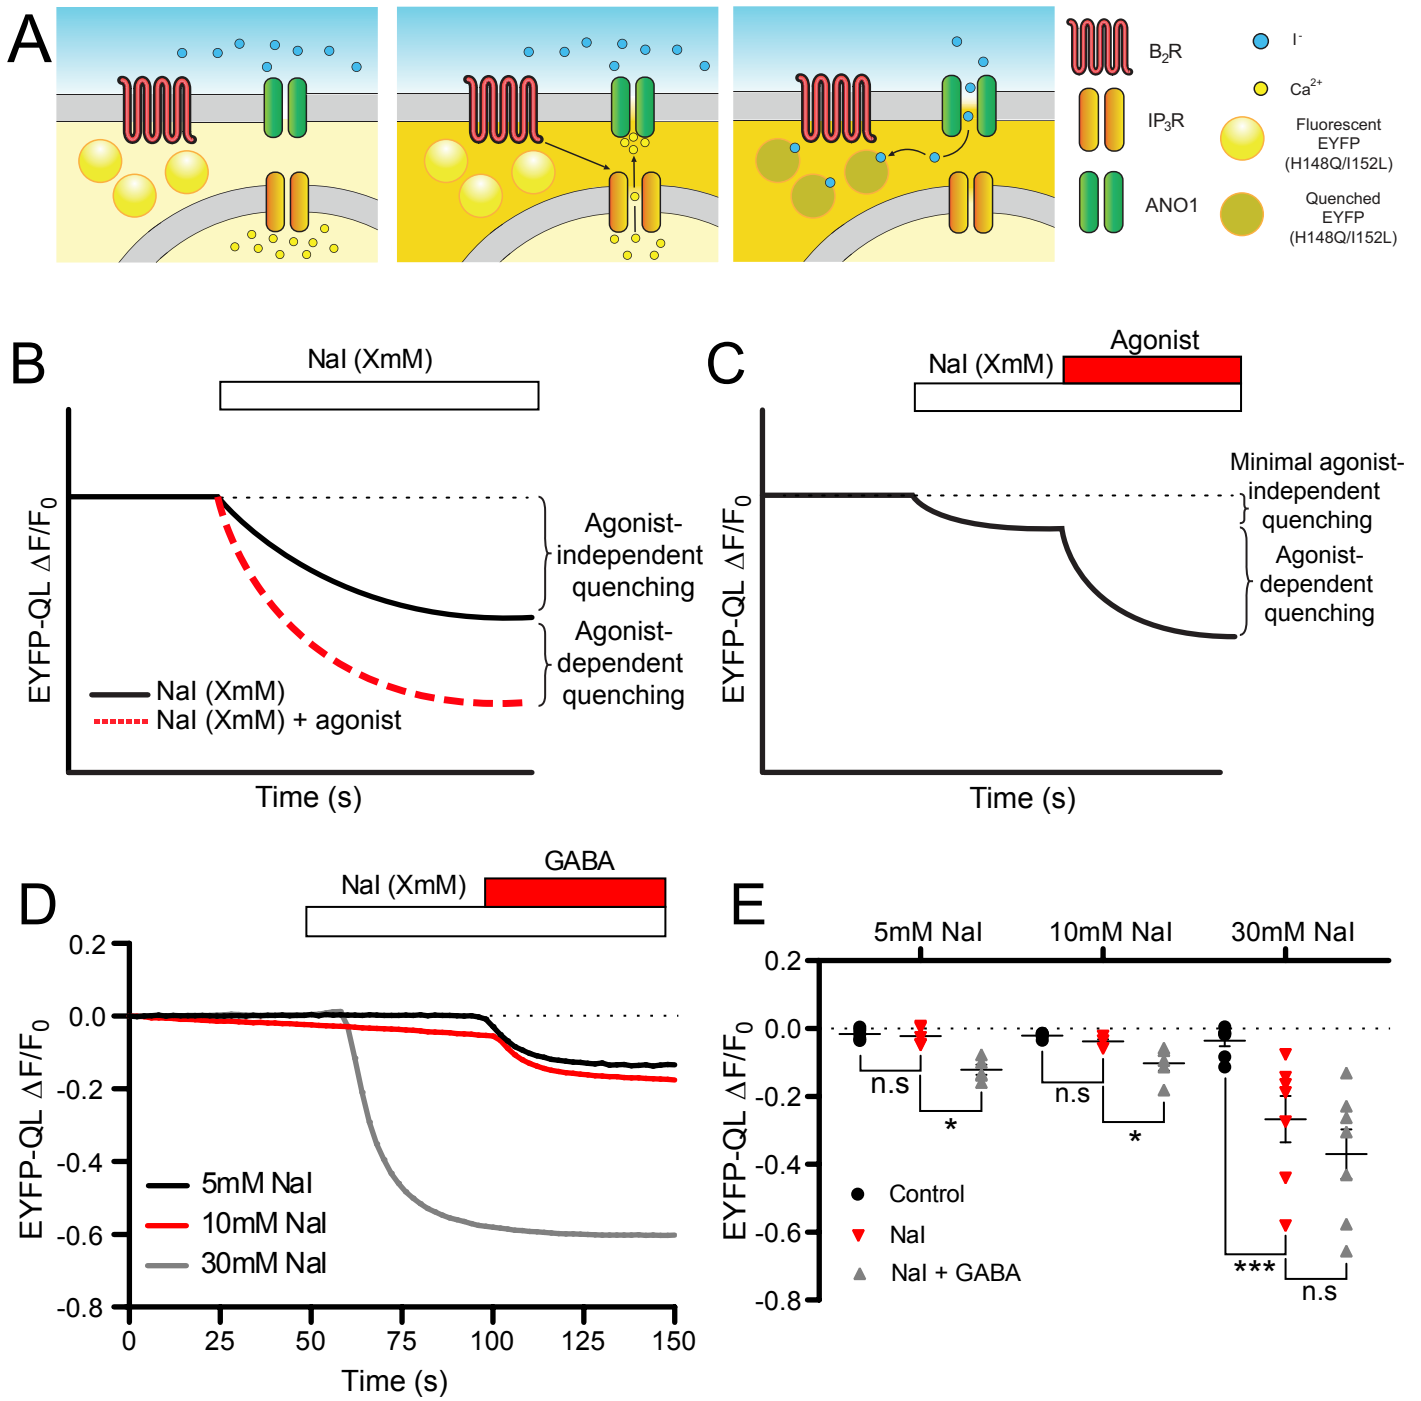 A
B2R
IP3R
ANO1
I-
Ca2+
Fluorescent
EYFP
(H148Q/I152L)
Quenched
EYFP
(H148Q/I152L)
B
NaI (XmM)
EYFP-QL ΔF/F0
Agonist-
independent
quenching
Agonist-
dependent
quenching
NaI (XmM)
NaI (XmM) + agonist
Time (s)
C
Agonist
NaI (XmM)
EYFP-QL ΔF/F0
Minimal agonist-
independent
quenching
Agonist-
dependent
quenching
Time (s)
D
GABA
NaI (XmM)
EYFP-QL ΔF/F0
0.2
0.0
-0.2
-0.4
-0.6
-0.8
5mM NaI
10mM NaI
30mM NaI
0 25 50 75 100 125 150
Time (s)
E
5mM NaI 10mM NaI 30mM NaI
EYFP-QL ΔF/F0
0.2
0.0
-0.2
-0.4
-0.6
-0.8
n.s
*
n.s
*
***
n.s
Control
NaI
NaI + GABA